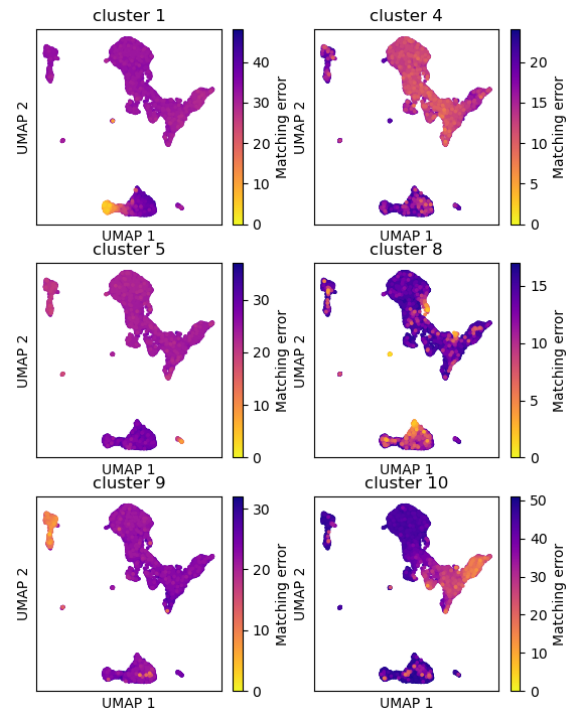 cluster 1
UMAP 2
UMAP 1
40
30
20
10
0
Matching error
cluster 4
UMAP 2
UMAP 1
20
15
10
5
0
Matching error
cluster 5
UMAP 2
UMAP 1
30
20
10
0
Matching error
cluster 8
UMAP 2
UMAP 1
15
10
5
0
Matching error
cluster 9
UMAP 2
UMAP 1
30
20
10
0
Matching error
cluster 10
UMAP 2
UMAP 1
50
40
30
20
10
0
Matching error